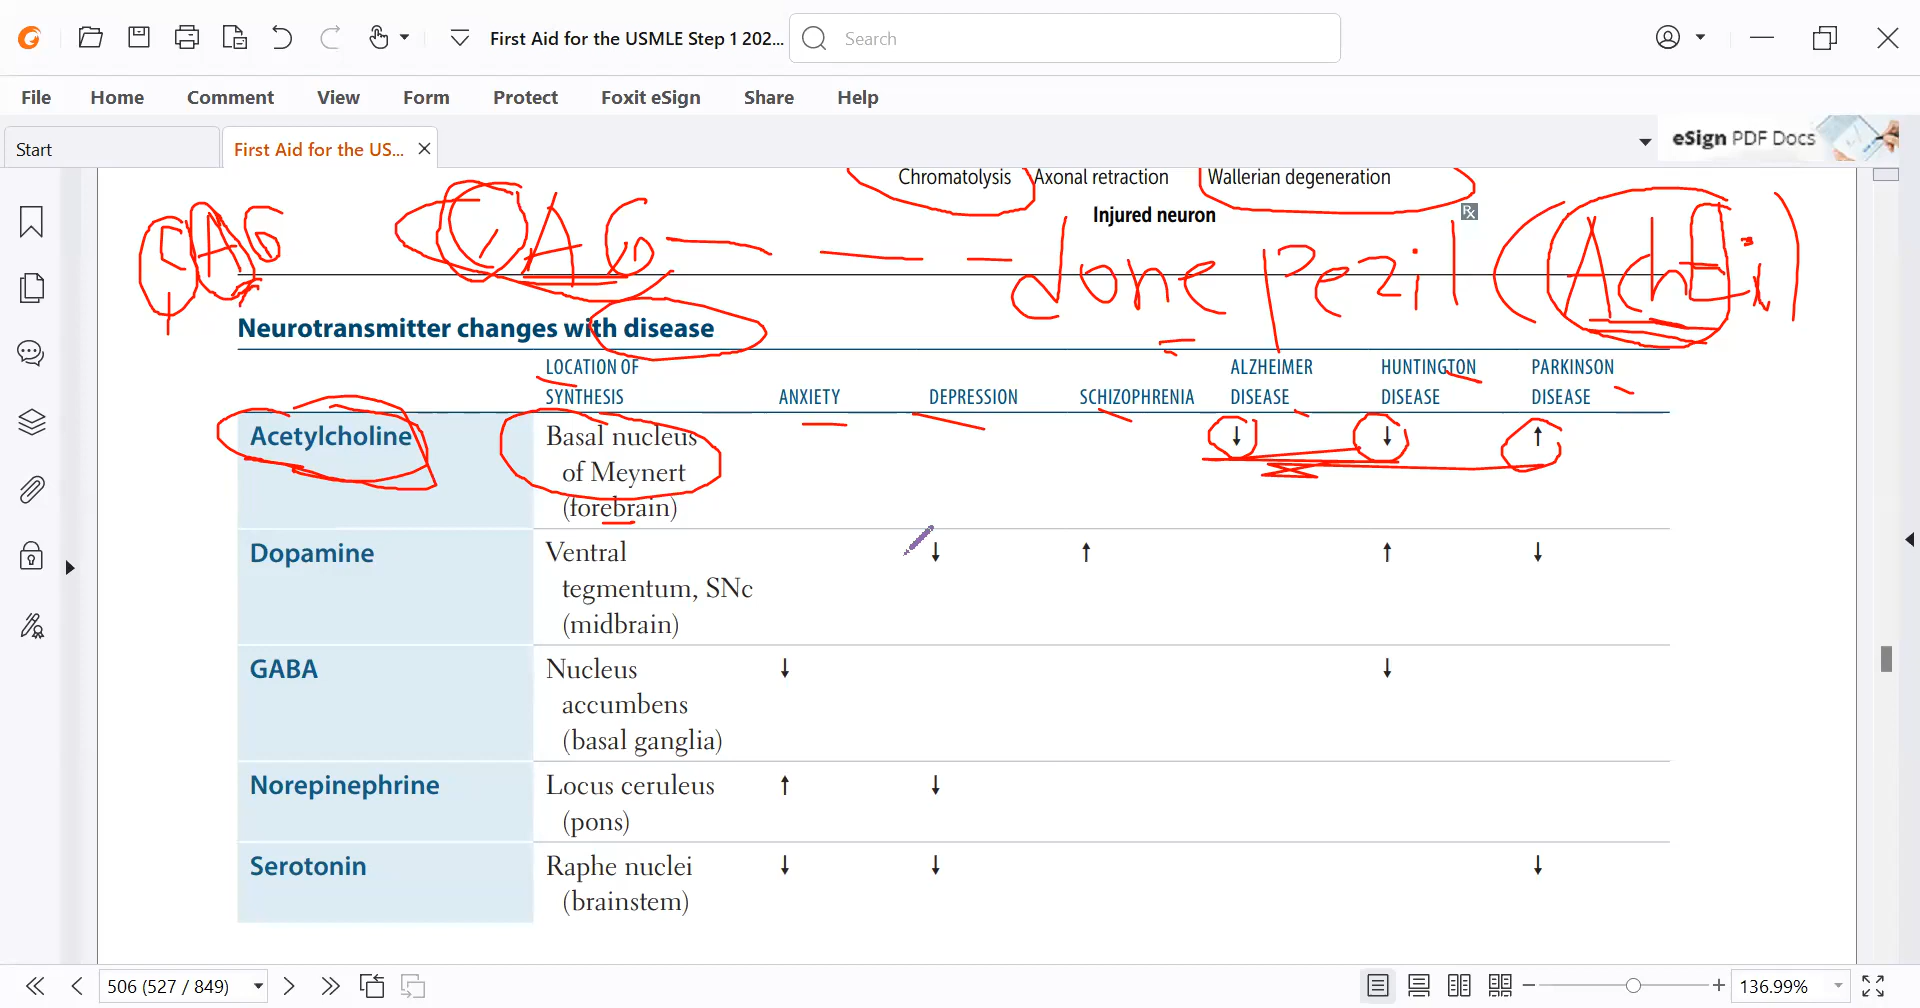 First Aid for the USMLE Step 1 202...
Search
File Home Comment View Form Protect Foxit eSign Share Help
Start
First Aid for the US...
eSign PDF Docs
Chromatolysis Axonal retraction Wallerian degeneration
Injured neuron
Rx
CAG CAG donepezil (AchEi)
Neurotransmitter changes with disease
LOCATION OF SYNTHESIS ANXIETY DEPRESSION SCHIZOPHRENIA ALZHEIMER DISEASE HUNTINGTON DISEASE PARKINSON DISEASE
Acetylcholine Basal nucleus ↓ ↓ ↑
of Meynert
(forebrain)
Dopamine Ventral ↓ ↑ ↑ ↓
tegmentum, SNc
(midbrain)
GABA Nucleus ↓ ↓
accumbens
(basal ganglia)
Norepinephrine Locus ceruleus ↑ ↓
(pons)
Serotonin Raphe nuclei ↓ ↓ ↓
(brainstem)
506 (527 / 849)
136.99%